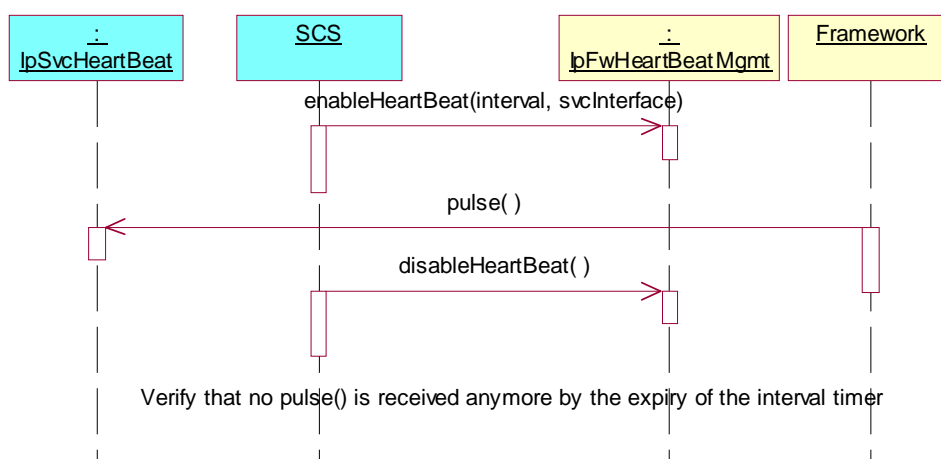 :
IpSvcHeartBeat
SCS
:
IpFwHeartBeatMgmt
Framework
enableHeartBeat(interval, svcInterface)
pulse( )
disableHeartBeat( )
Verify that no pulse() is received anymore by the expiry of the interval timer